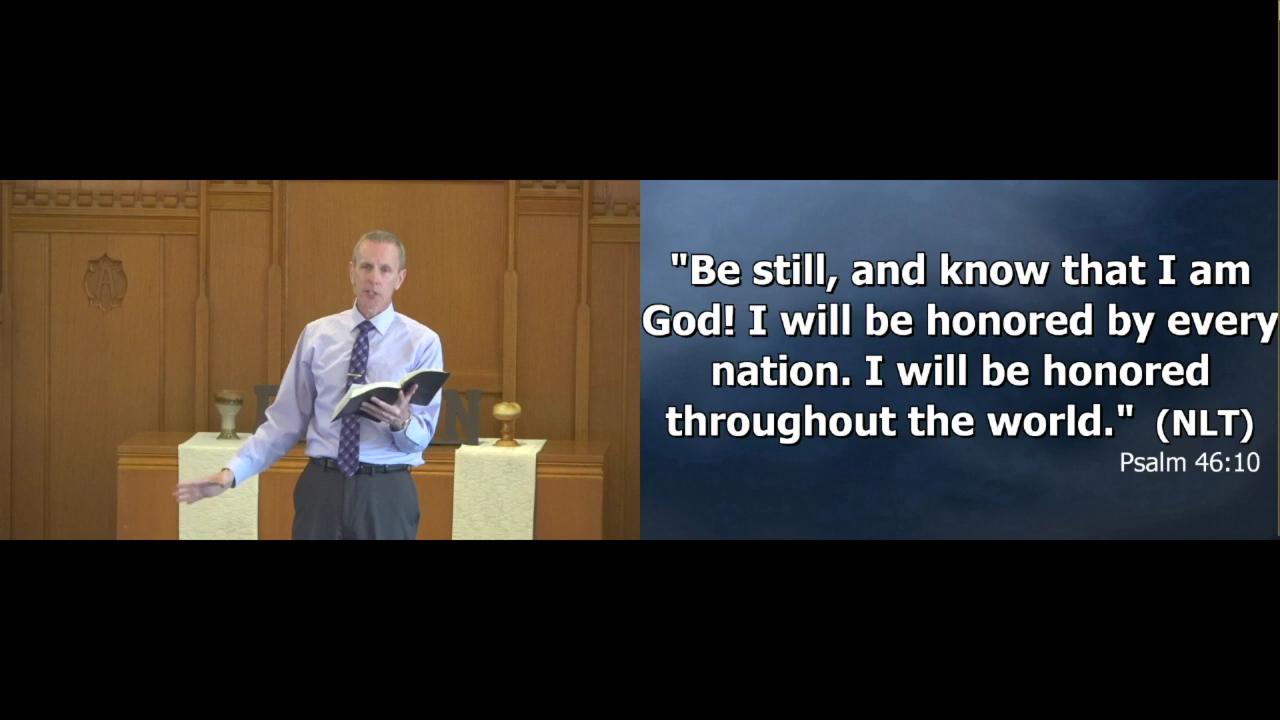 "Be still, and know that I am
God! I will be honored by every
nation. I will be honored
throughout the world." (NLT)
Psalm 46:10